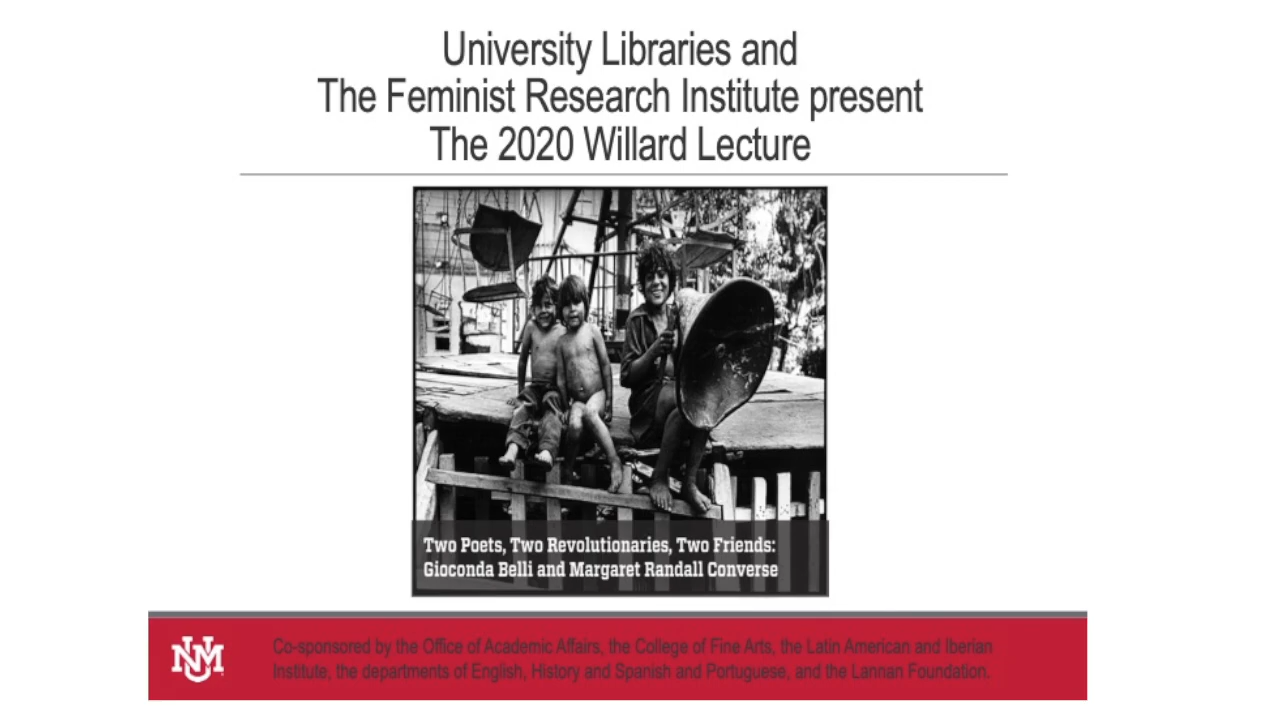 University Libraries and
The Feminist Research Institute present
The 2020 Willard Lecture
Two Poets, Two Revolutionaries, Two Friends:
Gioconda Belli and Margaret Randall Converse
UNM
Co-sponsored by the Office of Academic Affairs, the College of Fine Arts, the Latin American and Iberian
Institute, the departments of English, History and Spanish and Portuguese, and the Lannan Foundation.